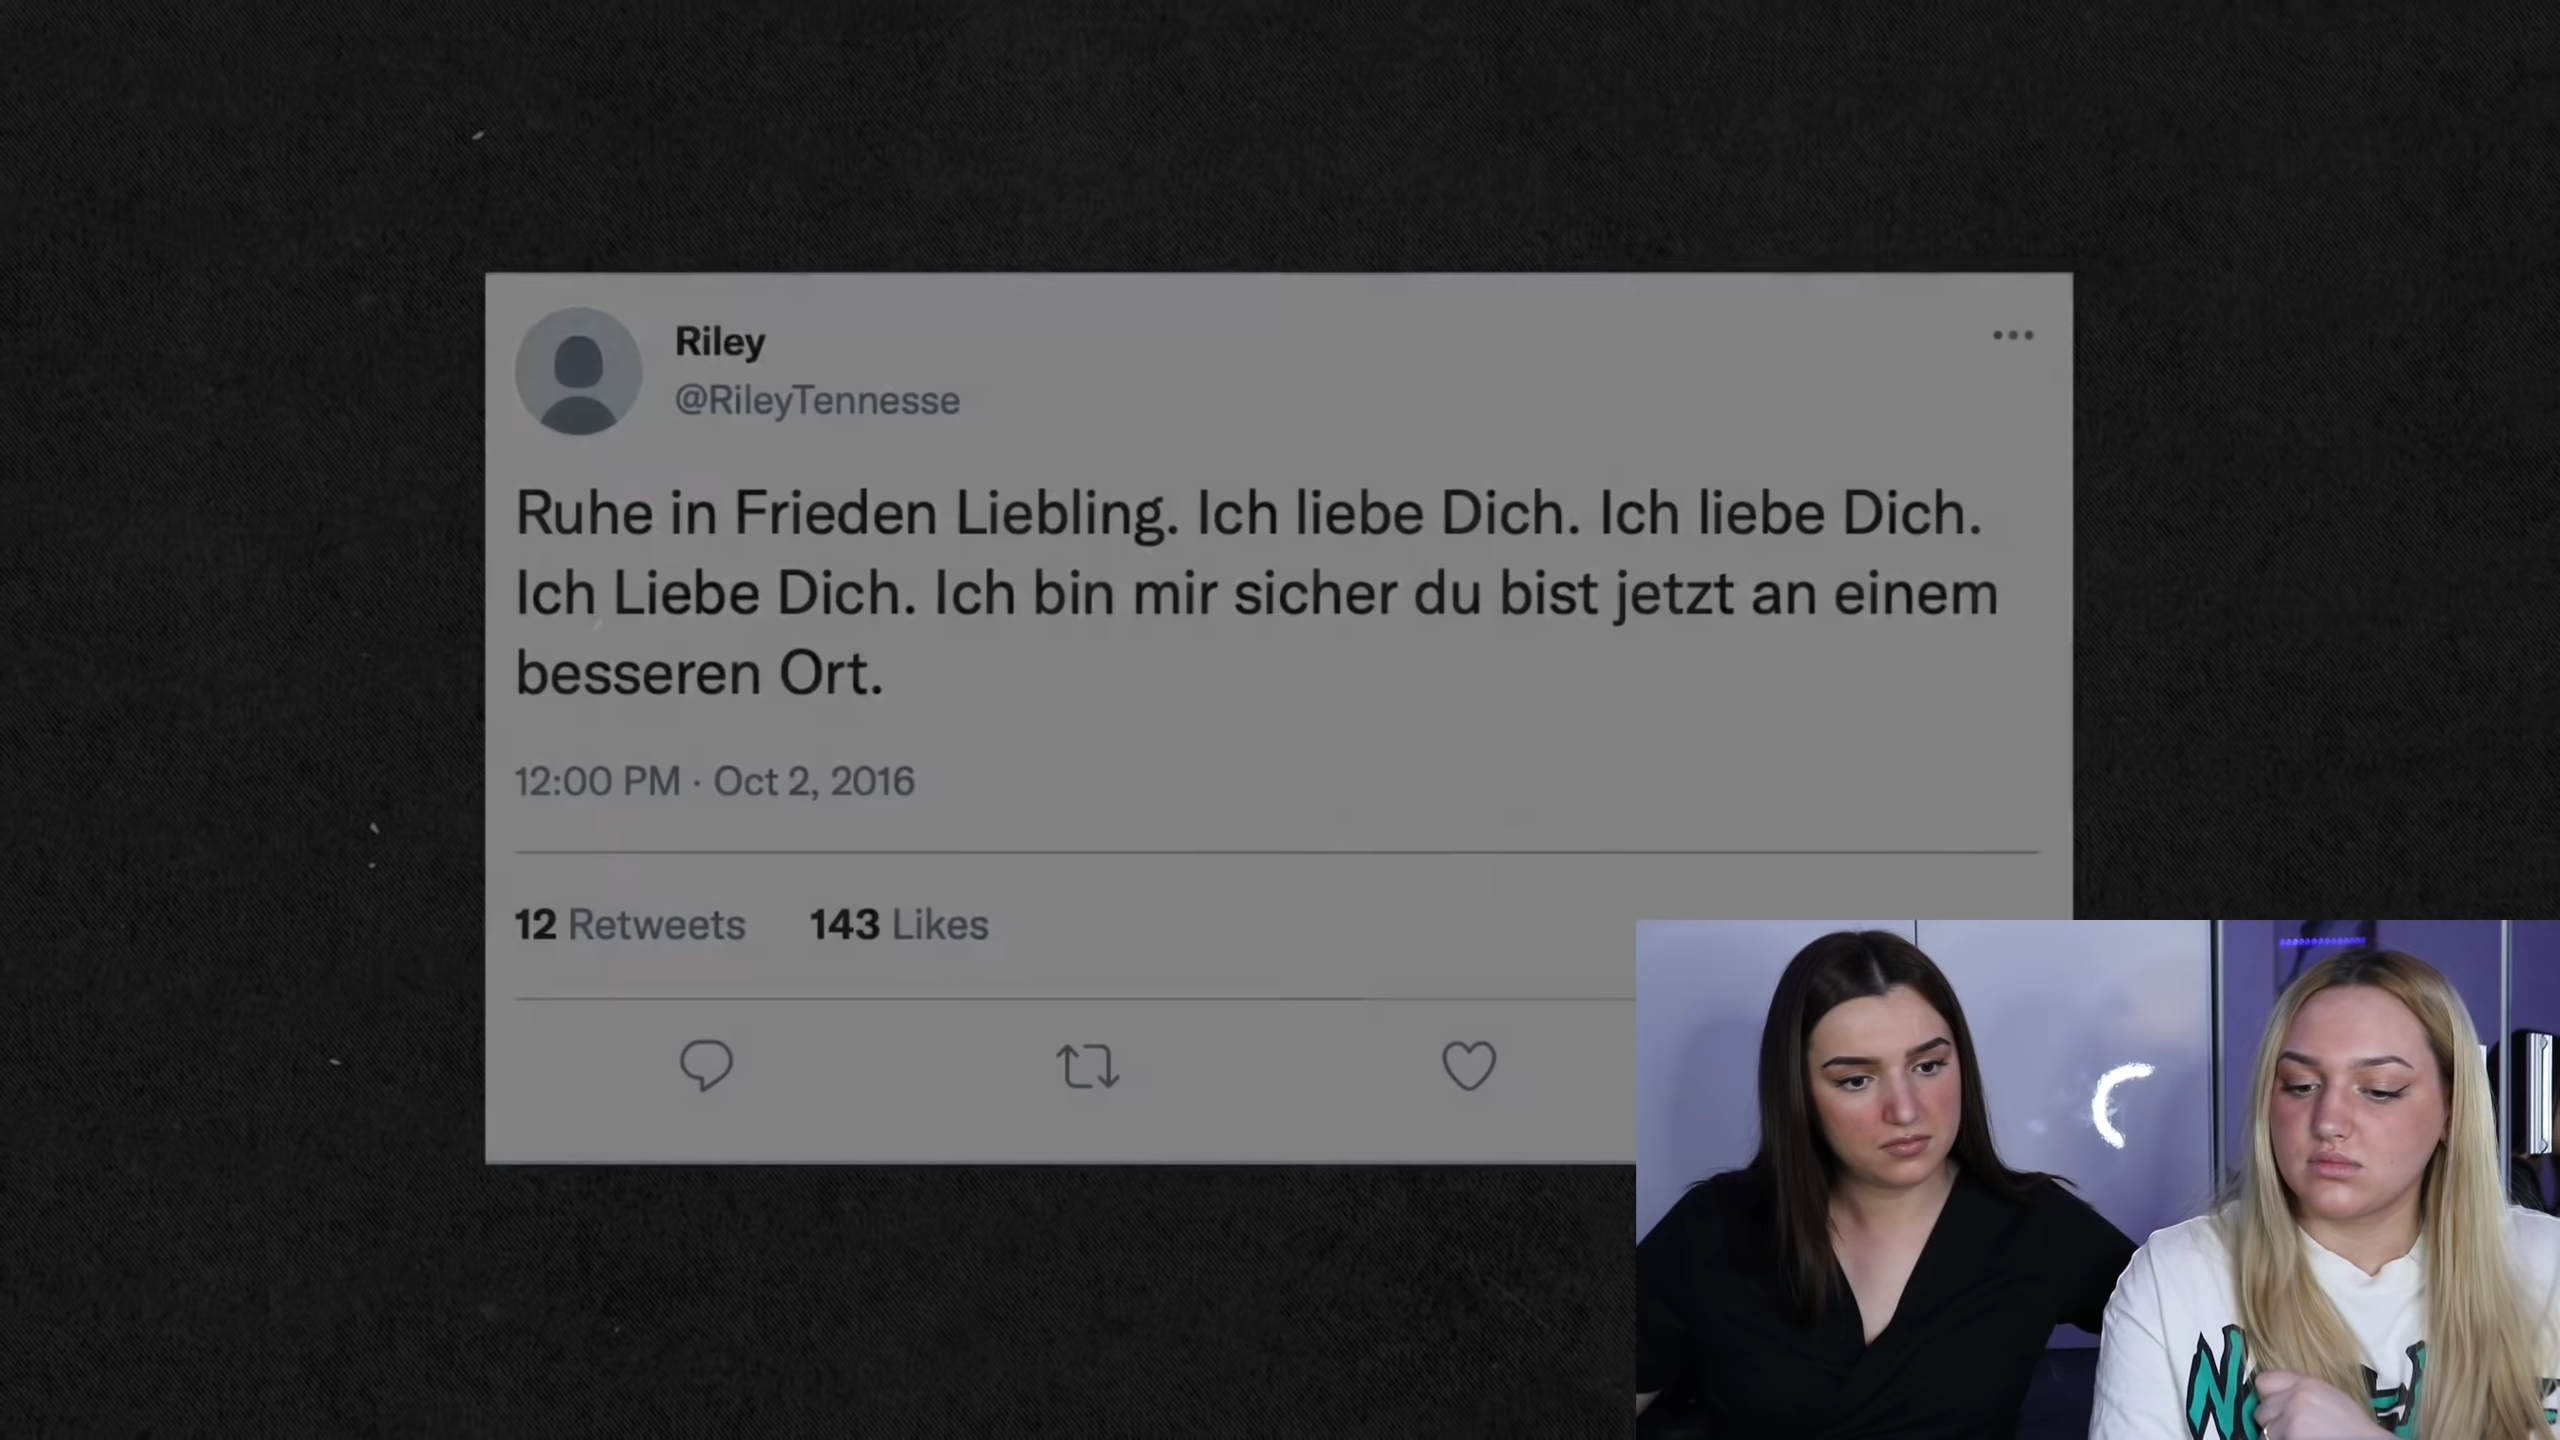 Riley
@RileyTennesse
Ruhe in Frieden Liebling. Ich liebe Dich. Ich liebe Dich.
Ich Liebe Dich. Ich bin mir sicher du bist jetzt an einem
besseren Ort.
12:00 PM · Oct 2, 2016
12 Retweets 143 Likes